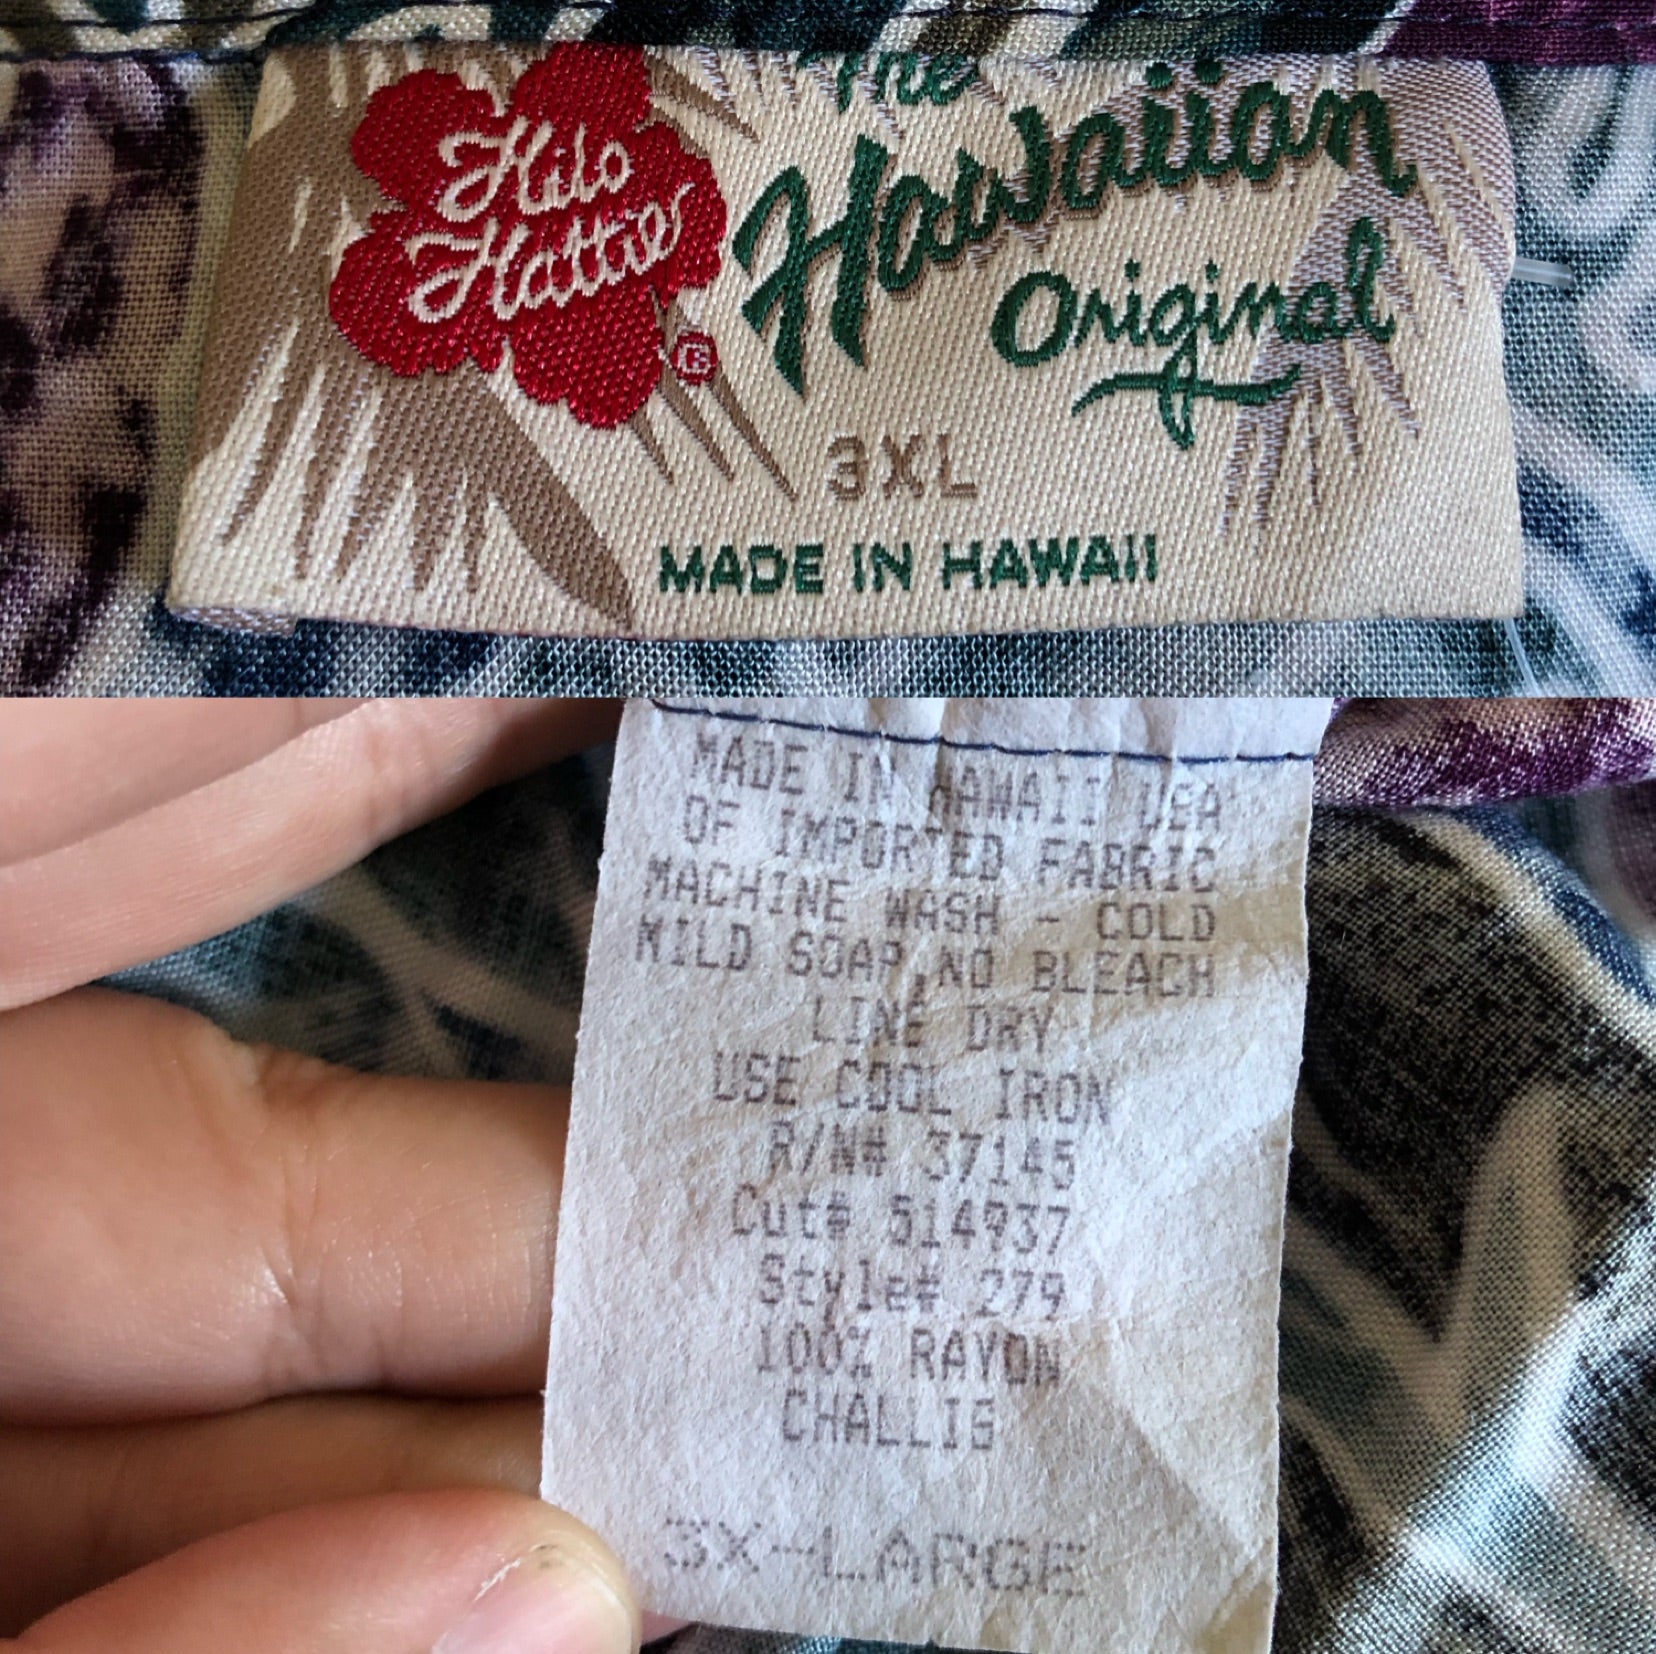 Hilo
Hattie
®
The
Hawaiian
Original
3XL
MADE IN HAWAII
MADE IN HAWAII USA
OF IMPORTED FABRIC
MACHINE WASH - COLD
MILD SOAP,NO BLEACH
LINE DRY
USE COOL IRON
R/N# 37145
Cut# 514937
Style# 279
100% RAYON
CHALLIS
3X-LARGE